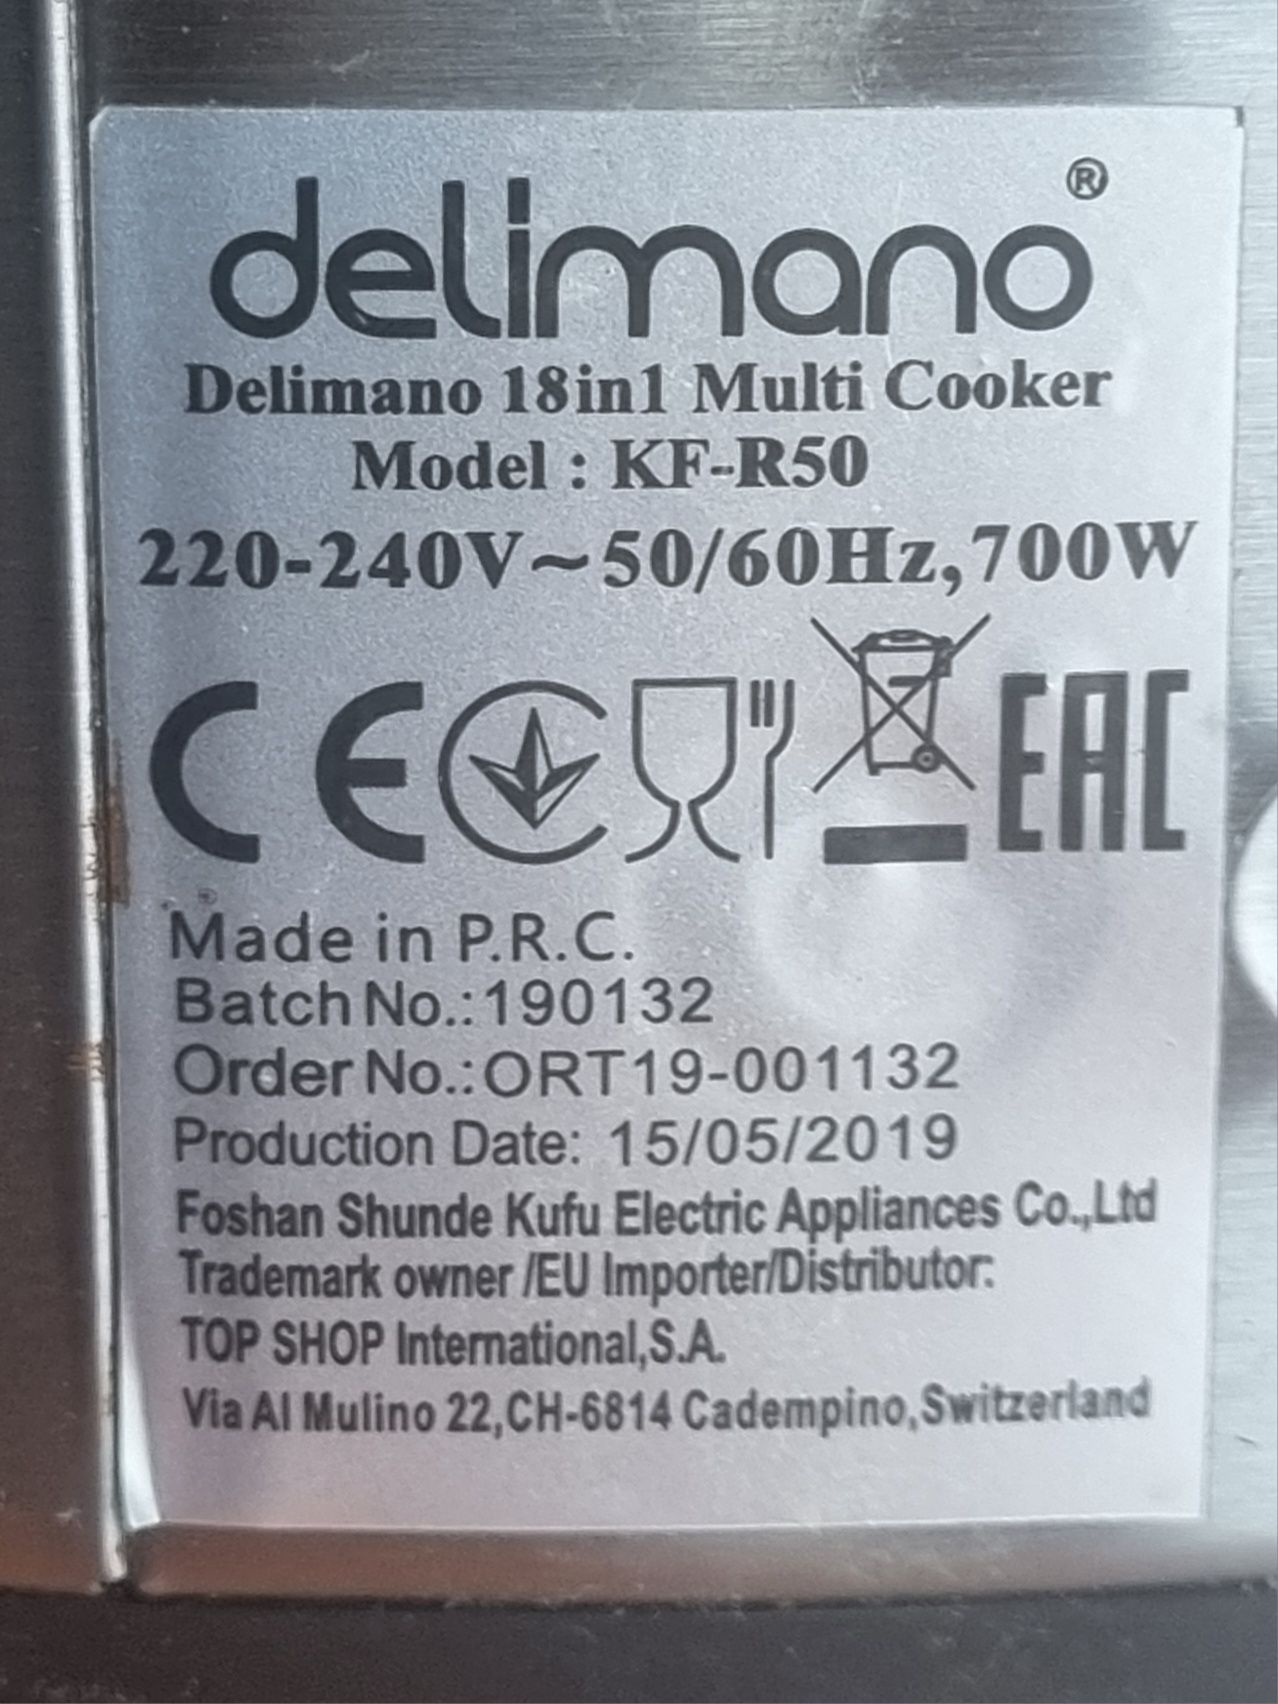 delimano®
Delimano 18in1 Multi Cooker
Model : KF-R50
220-240V~50/60Hz,700W
CE EAC
Made in P.R.C.
Batch No.:190132
Order No.:ORT19-001132
Production Date: 15/05/2019
Foshan Shunde Kufu Electric Appliances Co.,Ltd
Trademark owner /EU Importer/Distributor:
TOP SHOP International,S.A.
Via Al Mulino 22,CH-6814 Cadempino,Switzerland